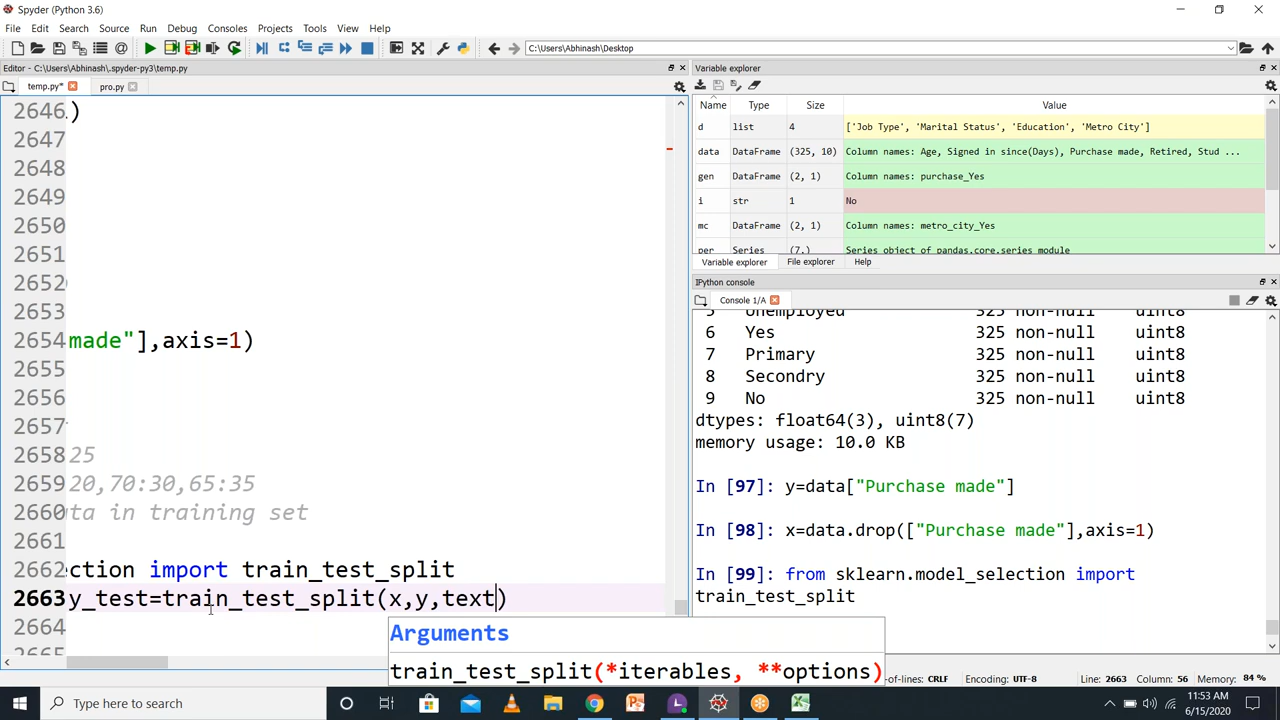 Spyder (Python 3.6)
File Edit Search Source Run Debug Consoles Projects Tools View Help
C:\Users\Abhinash\Desktop
Editor - C:\Users\Abhinash\.spyder-py3\temp.py
temp.py* pro.py
2646 )
2647
2648
2649
2650
2651
2652
2653
2654 made"],axis=1)
2655
2656
2657
2658 25
2659 20,70:30,65:35
2660 ta in training set
2661
2662 ction import train_test_split
2663 y_test=train_test_split(x,y,text)
2664
2665
Arguments
train_test_split(*iterables, **options)
Variable explorer
Name Type Size Value
d list 4 ['Job Type', 'Marital Status', 'Education', 'Metro City']
data DataFrame (325, 10) Column names: Age, Signed in since(Days), Purchase made, Retired, Stud ...
gen DataFrame (2, 1) Column names: purchase_Yes
i str 1 No
mc DataFrame (2, 1) Column names: metro_city_Yes
per Series (7,) Series object of pandas.core.series module
Variable explorer File explorer Help
IPython console
Console 1/A
5 Unemployed 325 non-null uint8
6 Yes 325 non-null uint8
7 Primary 325 non-null uint8
8 Secondry 325 non-null uint8
9 No 325 non-null uint8
dtypes: float64(3), uint8(7)
memory usage: 10.0 KB
In [97]: y=data["Purchase made"]
In [98]: x=data.drop(["Purchase made"],axis=1)
In [99]: from sklearn.model_selection import
train_test_split
-of-lines: CRLF Encoding: UTF-8 Line: 2663 Column: 56 Memory: 84 %
Type here to search
11:53 AM
6/15/2020